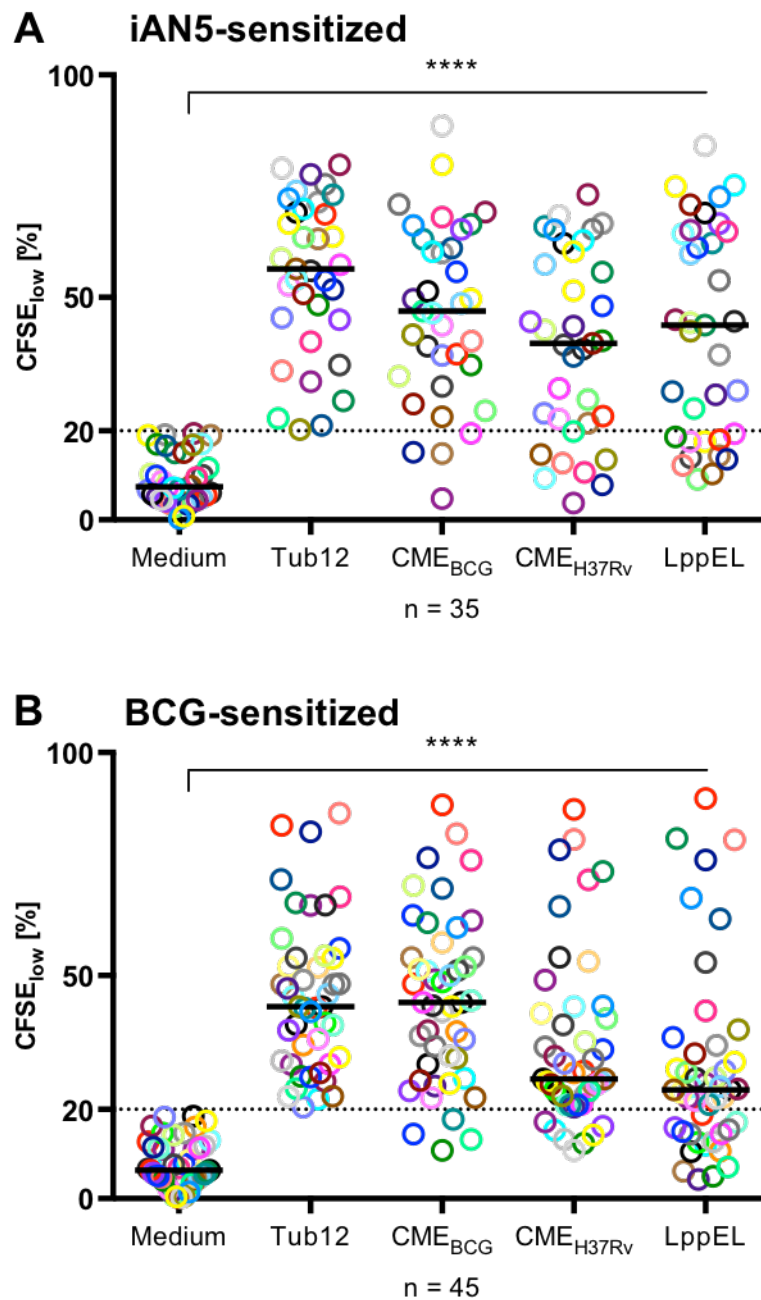 A iAN5-sensitized
****
100
50
20
0
CFSElow [%]
Medium Tub12 CMEBCG CMEH37Rv LppEL
n = 35
B BCG-sensitized
****
100
50
20
0
CFSElow [%]
Medium Tub12 CMEBCG CMEH37Rv LppEL
n = 45